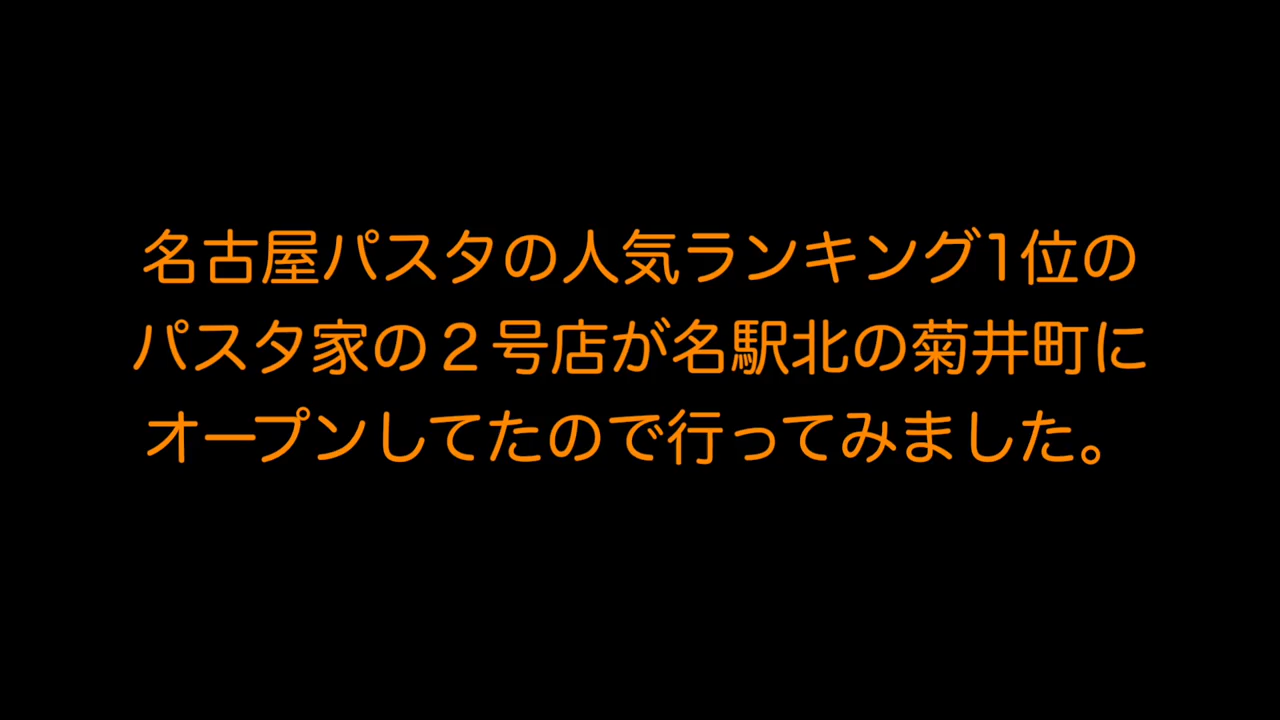 名古屋パスタの人気ランキング1位の
パスタ家の２号店が名駅北の菊井町に
オープンしてたので行ってみました。